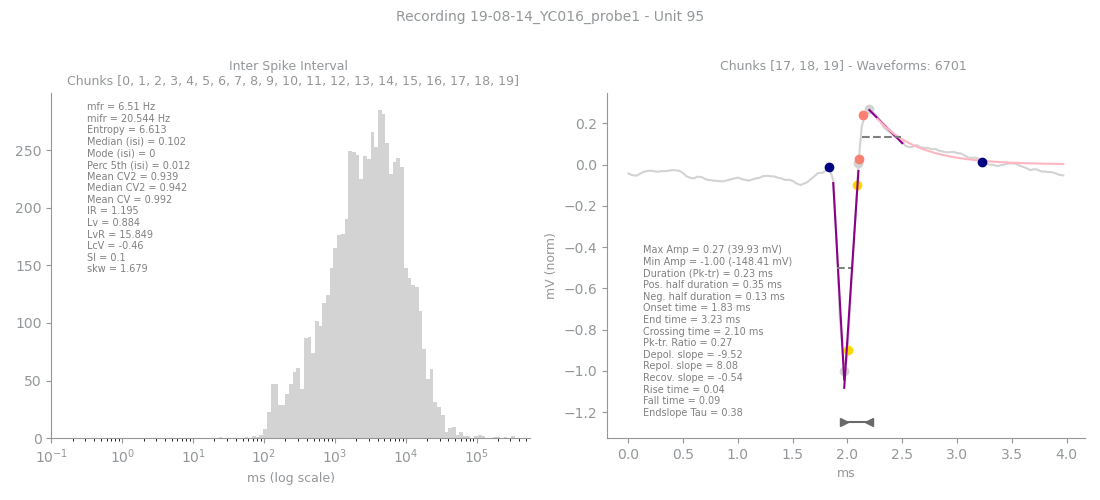 Recording 19-08-14_YC016_probe1 - Unit 95
Inter Spike Interval
Chunks [0, 1, 2, 3, 4, 5, 6, 7, 8, 9, 10, 11, 12, 13, 14, 15, 16, 17, 18, 19]
mfr = 6.51 Hz
mifr = 20.544 Hz
Entropy = 6.613
Median (isi) = 0.102
Mode (isi) = 0
Perc 5th (isi) = 0.012
Mean CV2 = 0.939
Median CV2 = 0.942
Mean CV = 0.992
IR = 1.195
Lv = 0.884
LvR = 15.849
LcV = -0.46
SI = 0.1
skw = 1.679
250
200
150
100
50
0
10⁻¹ 10⁰ 10¹ 10² 10³ 10⁴ 10⁵
ms (log scale)
Chunks [17, 18, 19] - Waveforms: 6701
0.2
0.0
−0.2
−0.4
−0.6
−0.8
−1.0
−1.2
mV (norm)
Max Amp = 0.27 (39.93 mV)
Min Amp = -1.00 (-148.41 mV)
Duration (Pk-tr) = 0.23 ms
Pos. half duration = 0.35 ms
Neg. half duration = 0.13 ms
Onset time = 1.83 ms
End time = 3.23 ms
Crossing time = 2.10 ms
Pk-tr. Ratio = 0.27
Depol. slope = -9.52
Repol. slope = 8.08
Recov. slope = -0.54
Rise time = 0.04
Fall time = 0.09
Endslope Tau = 0.38
0.0 0.5 1.0 1.5 2.0 2.5 3.0 3.5 4.0
ms